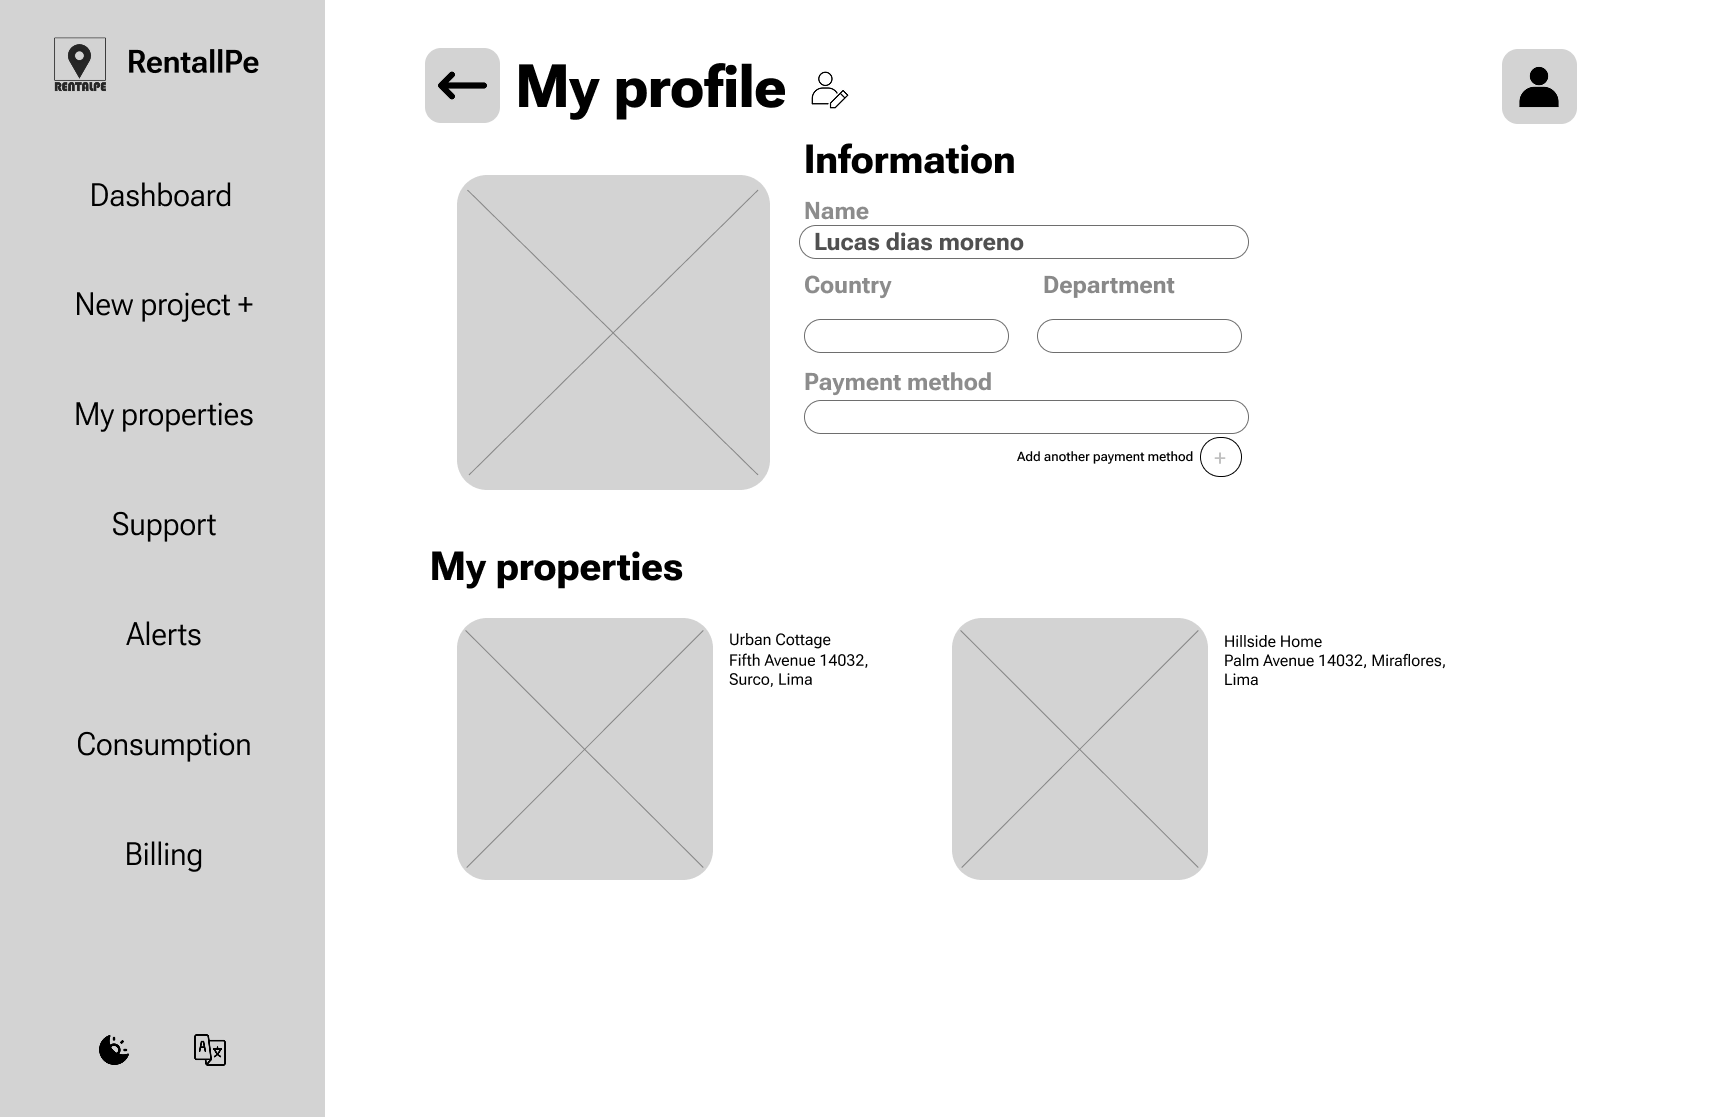 RENTALPE
RentallPe
Dashboard
New project +
My properties
Support
Alerts
Consumption
Billing
A 文
My profile
Information
Name
Lucas dias moreno
Country
Department
Payment method
Add another payment method +
My properties
Urban Cottage
Fifth Avenue 14032,
Surco, Lima
Hillside Home
Palm Avenue 14032, Miraflores,
Lima